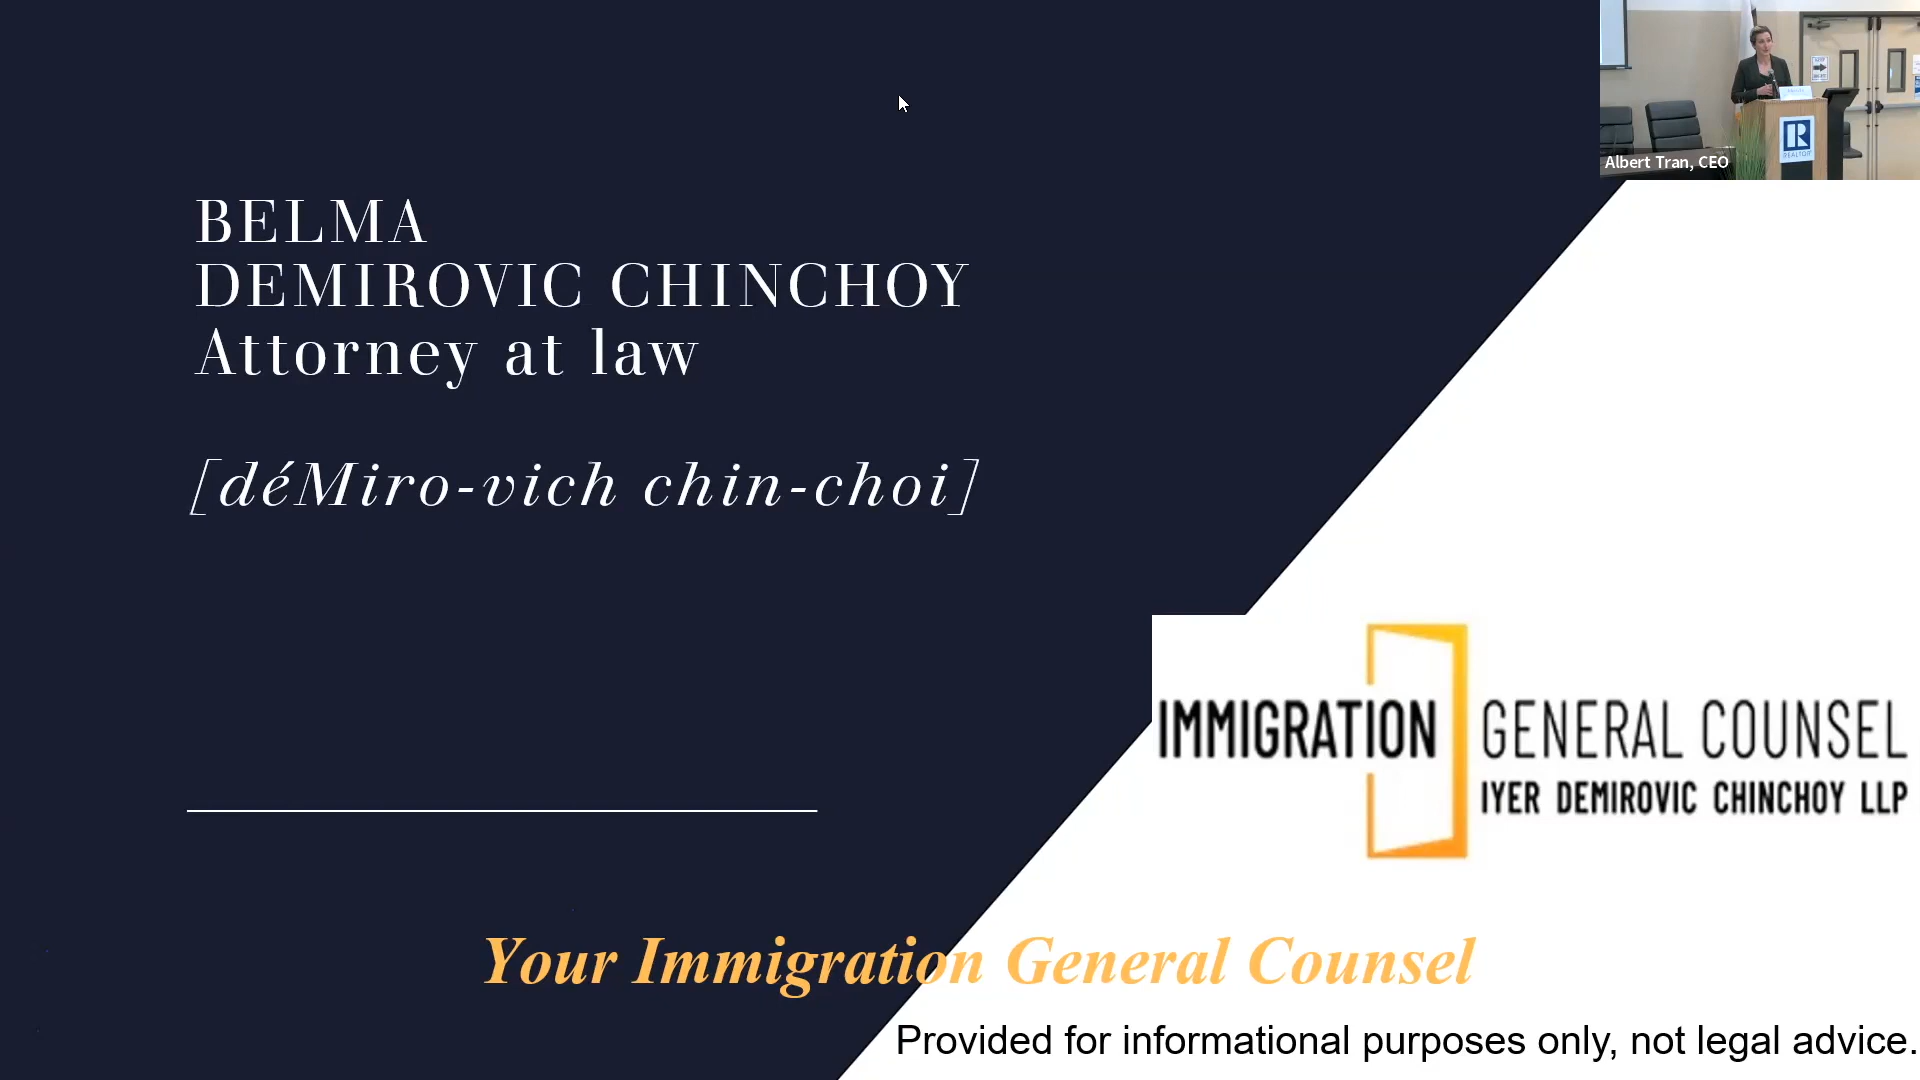 BELMA
DEMIROVIC CHINCHOY
Attorney at law
[déMiro-vich chin-choi]
Albert Tran, CEO
R
REALTOR
IMMIGRATION GENERAL COUNSEL
IYER DEMIROVIC CHINCHOY LLP
Your Immigration General Counsel
Provided for informational purposes only, not legal advice.